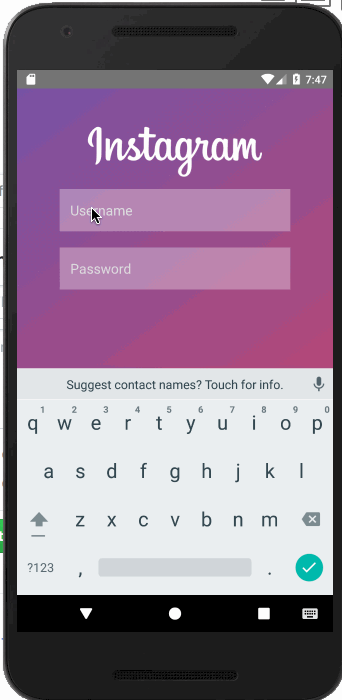 7:47
Instagram
Username
Password
Suggest contact names? Touch for info.
1 2 3 4 5 6 7 8 9 0
q w e r t y u i o p
a s d f g h j k l
z x c v b n m
?123 , .